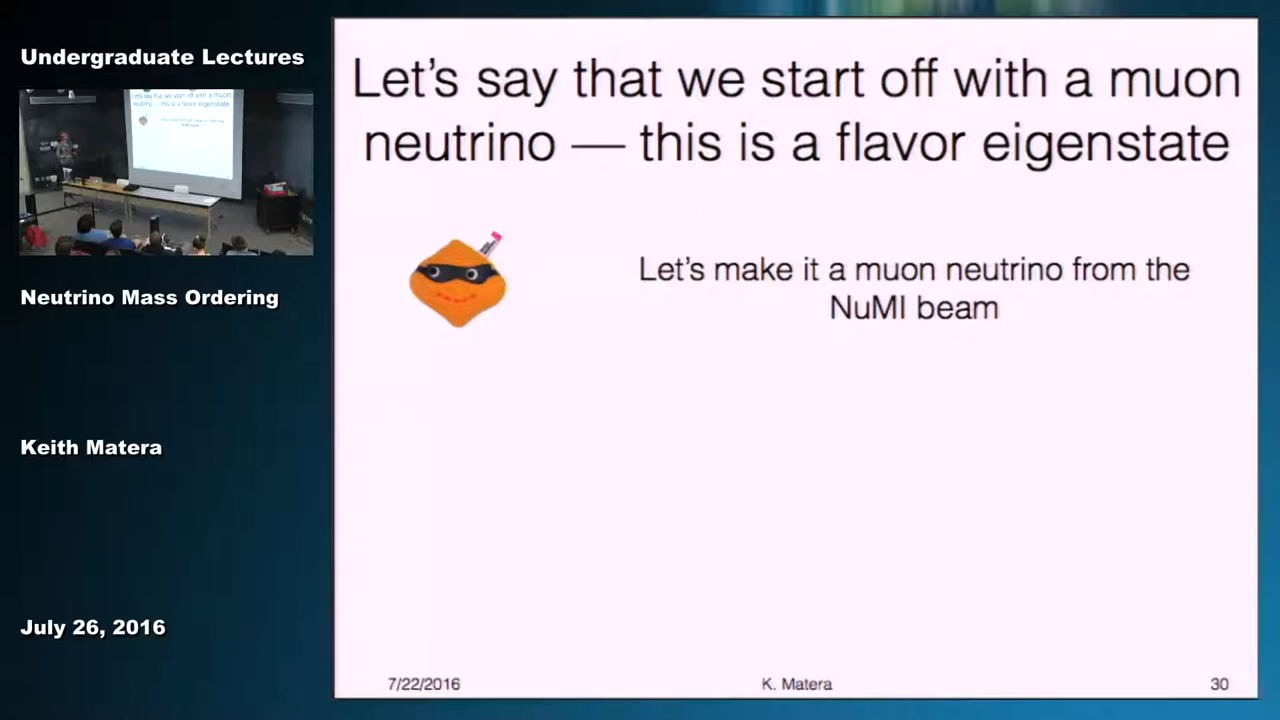 Undergraduate Lectures
Neutrino Mass Ordering
Keith Matera
July 26, 2016
Let's say that we start off with a muon
neutrino — this is a flavor eigenstate
Let's make it a muon neutrino from the
NuMI beam
7/22/2016
K. Matera
30